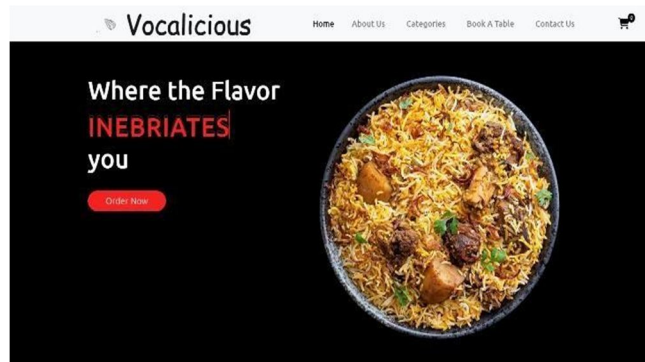 Vocalicious
Home About Us Categories Book A Table Contact Us
0
Where the Flavor
INEBRIATES
you
Order Now